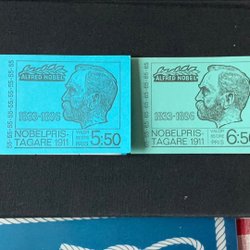 ALFRED NOBEL
1833-1896
NOBELPRIS-
TAGARE 1911
5:50
ALFRED NOBEL
1833-1896
NOBELPRIS-
TAGARE 1911
6:50